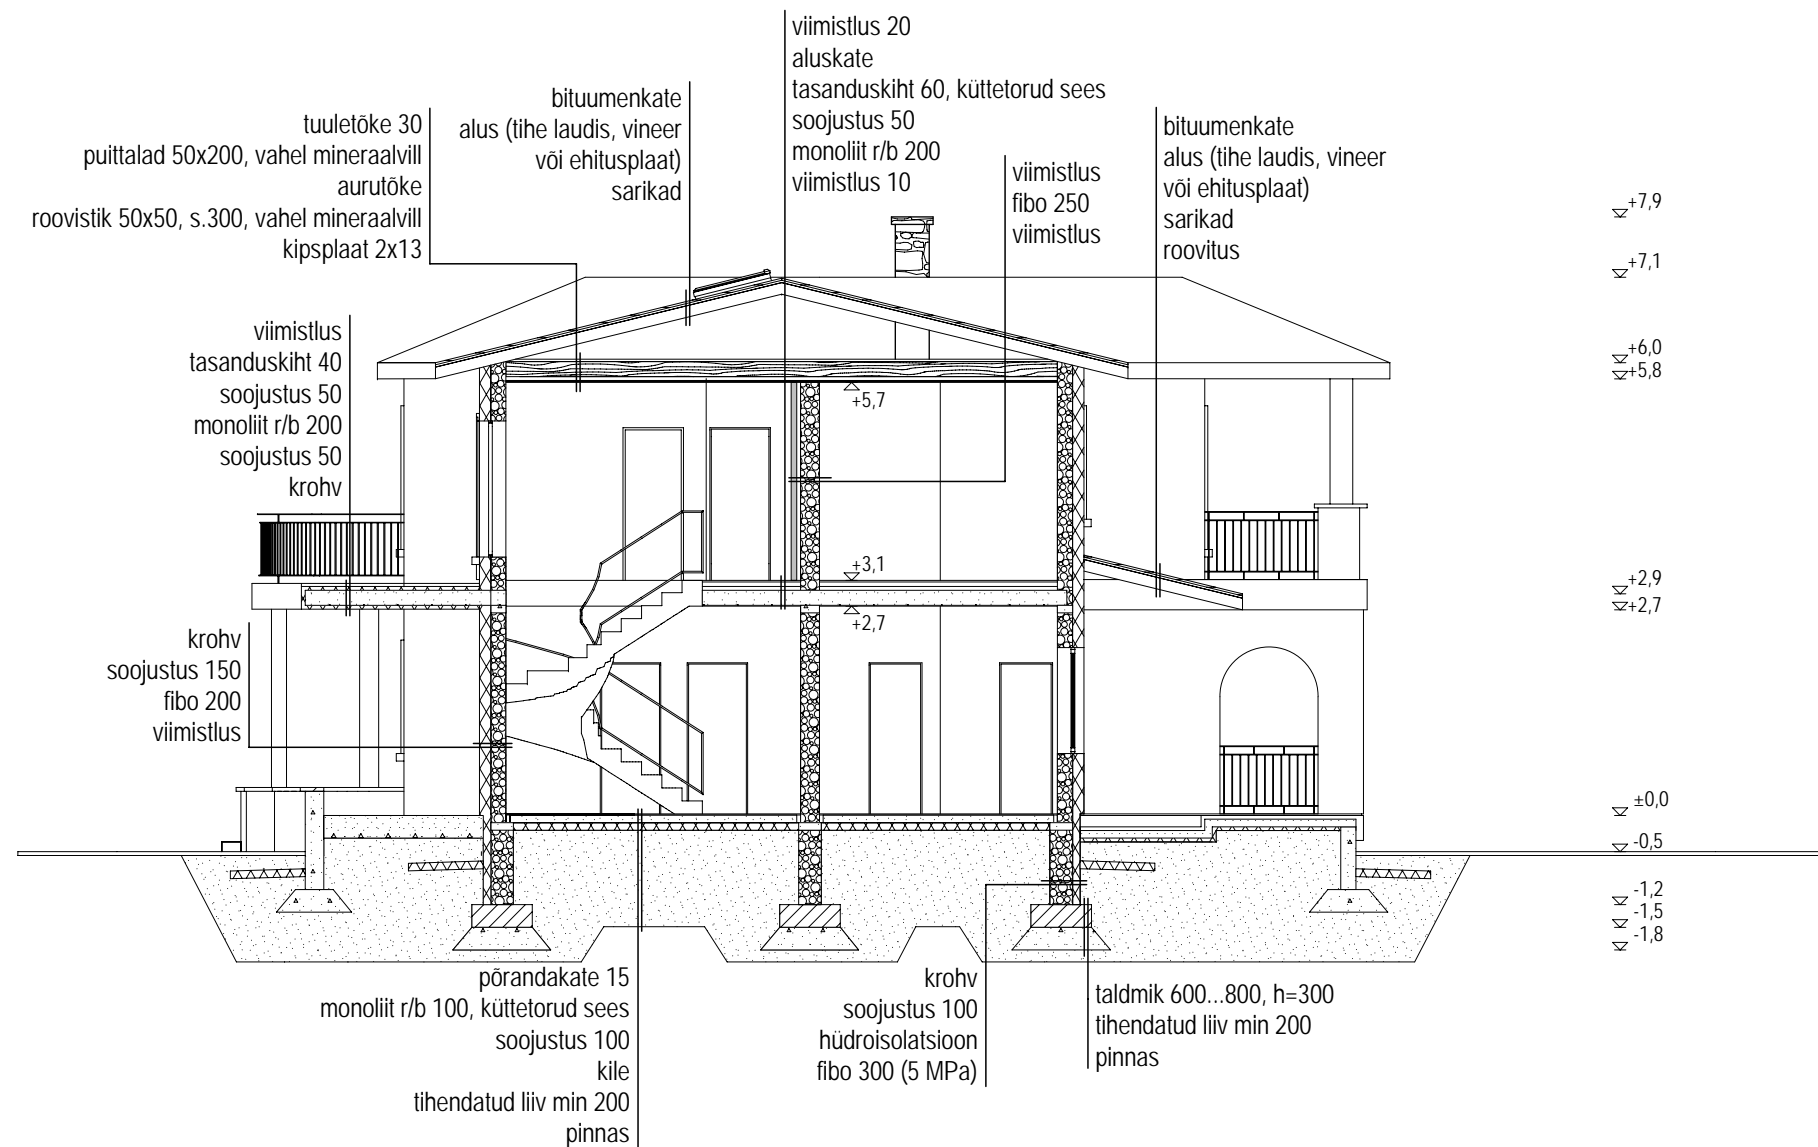 viimistlus 20
aluskate
tasanduskiht 60, küttetorud sees
soojustus 50
monoliit r/b 200
viimistlus 10
bituumenkate
alus (tihe laudis, vineer
või ehitusplaat)
sarikad
tuuletõke 30
puittalad 50x200, vahel mineraalvill
aurutõke
roovistik 50x50, s.300, vahel mineraalvill
kipsplaat 2x13
viimistlus
fibo 250
viimistlus
bituumenkate
alus (tihe laudis, vineer
või ehitusplaat)
sarikad
roovitus
viimistlus
tasanduskiht 40
soojustus 50
monoliit r/b 200
soojustus 50
krohv
krohv
soojustus 150
fibo 200
viimistlus
+5,7
+3,1
+2,7
+7,9
+7,1
+6,0
+5,8
+2,9
+2,7
±0,0
-0,5
-1,2
-1,5
-1,8
põrandakate 15
monoliit r/b 100, küttetorud sees
soojustus 100
kile
tihendatud liiv min 200
pinnas
krohv
soojustus 100
hüdroisolatsioon
fibo 300 (5 MPa)
taldmik 600...800, h=300
tihendatud liiv min 200
pinnas